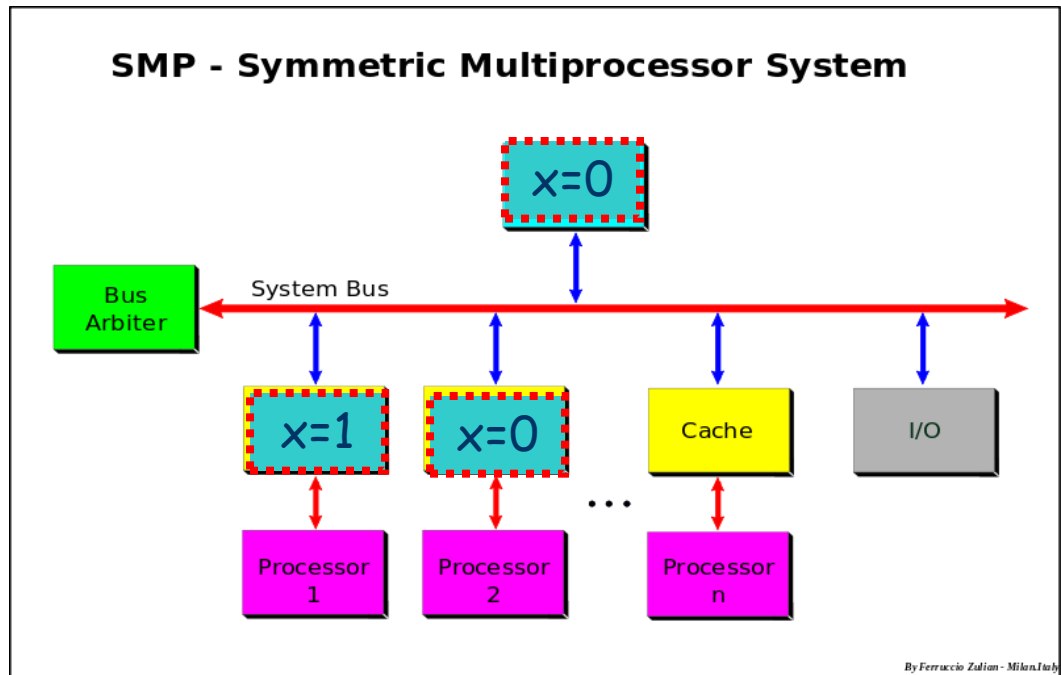 SMP - Symmetric Multiprocessor System
x=0
System Bus
Bus
Arbiter
x=1
x=0
Cache
I/O
...
Processor
1
Processor
2
Processor
n
By Ferruccio Zulian - Milan.Italy